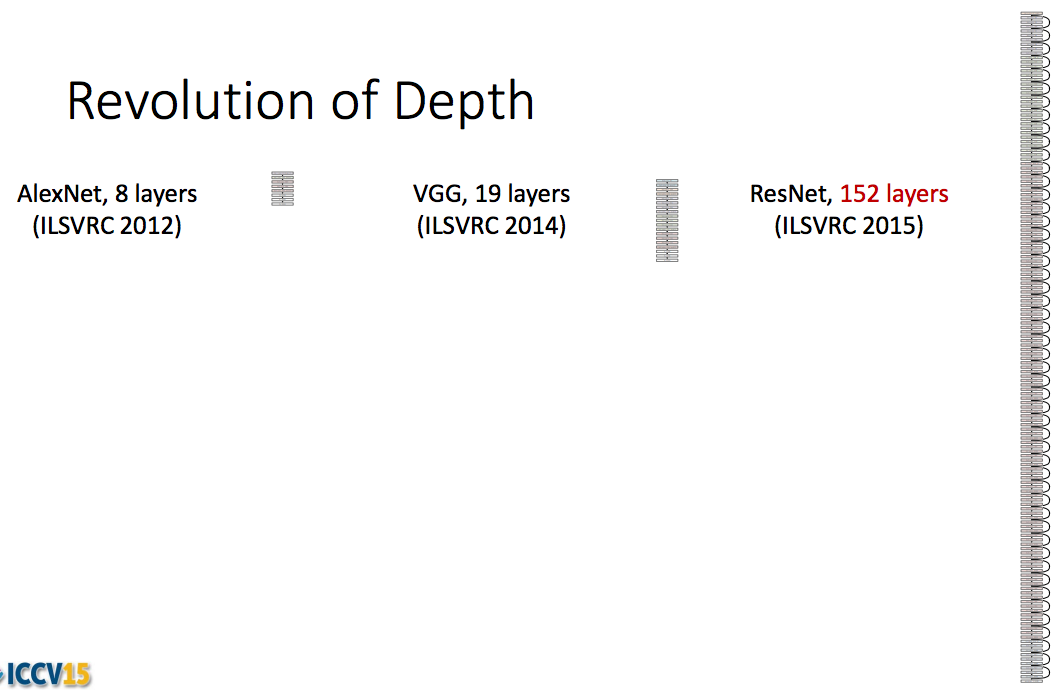 Revolution of Depth
AlexNet, 8 layers
(ILSVRC 2012)
VGG, 19 layers
(ILSVRC 2014)
ResNet, 152 layers
(ILSVRC 2015)
ICCV15